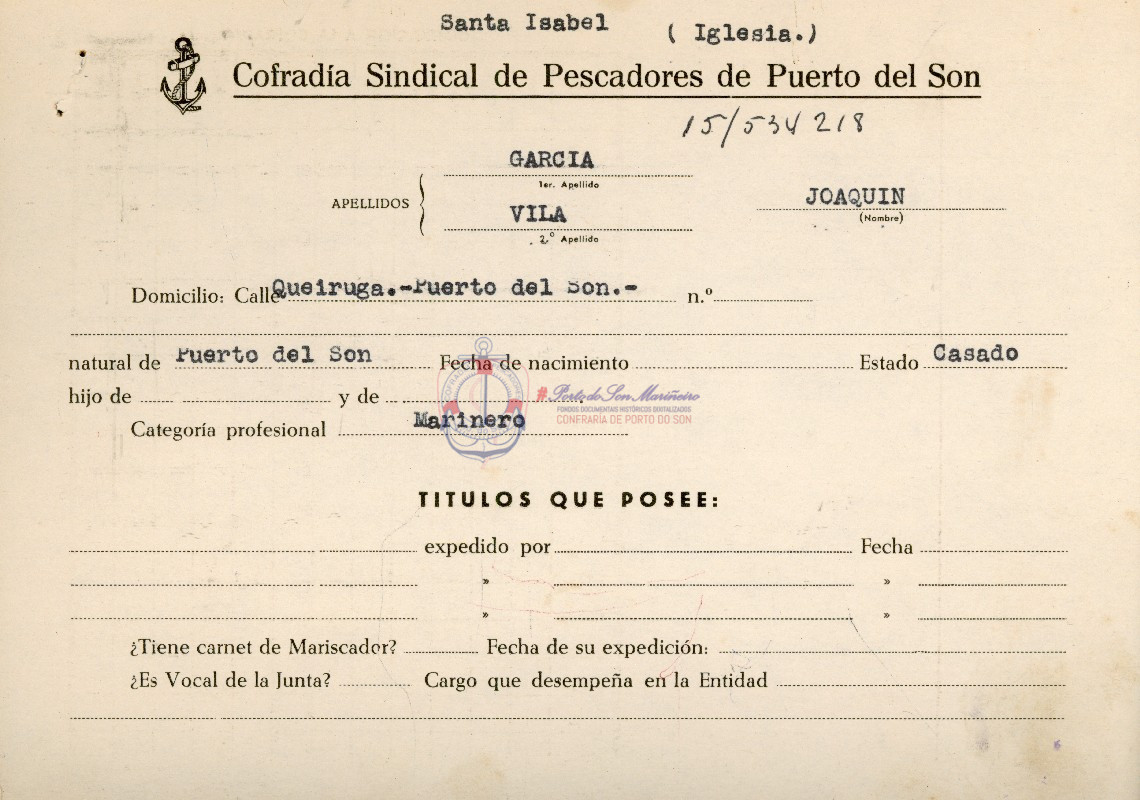 Santa Isabel ( Iglesia.)
Cofradía Sindical de Pescadores de Puerto del Son
15/534218
GARCIA
1er. Apellido
APELLIDOS
JOAQUIN
(Nombre)
VILA
2.º Apellido
Domicilio: Calle Queiruga.-Puerto del Son.- n.º
natural de Puerto del Son Fecha de nacimiento Estado Casado
hijo de y de
#Porto do Son Mariñeiro
FONDOS DOCUMENTAIS HISTÓRICOS DIXITALIZADOS
CONFRARÍA DE PORTO DO SON
Categoría profesional Marinero
TITULOS QUE POSEE:
expedido por Fecha
» »
» »
¿Tiene carnet de Mariscador? Fecha de su expedición:
¿Es Vocal de la Junta? Cargo que desempeña en la Entidad